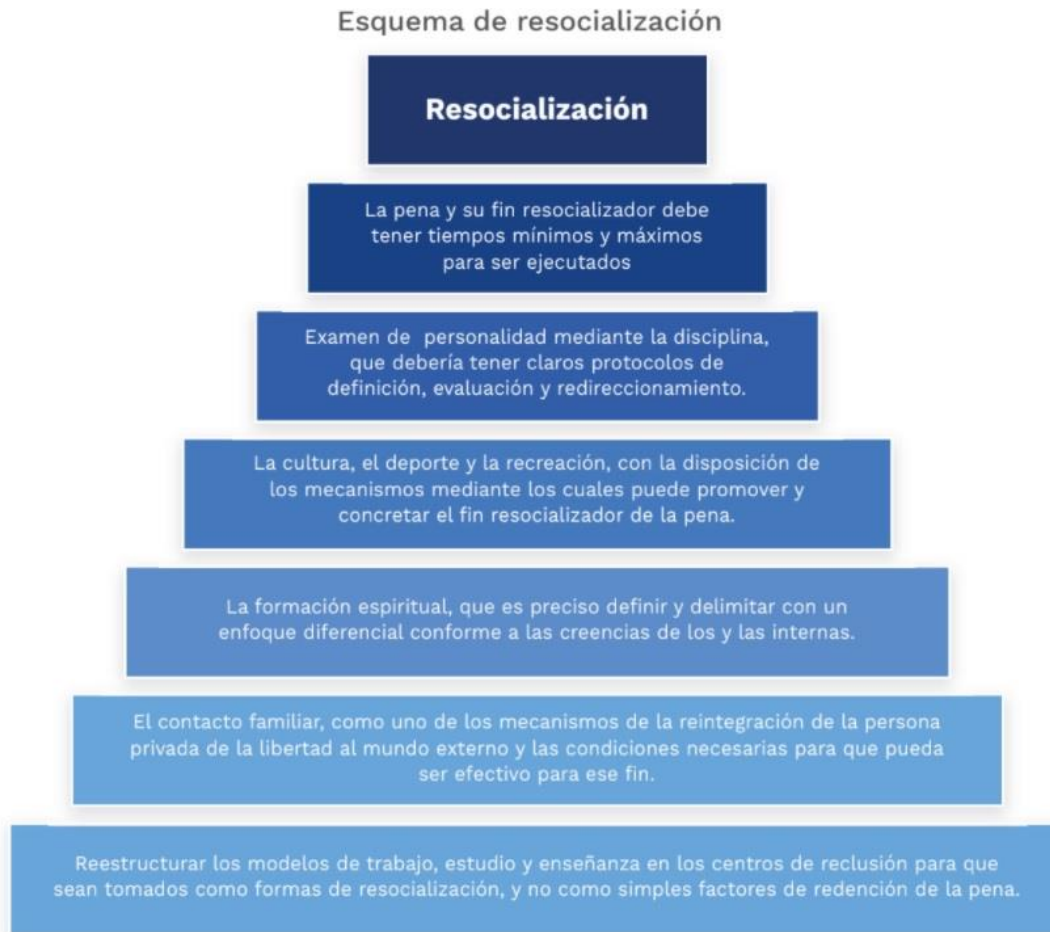 Esquema de resocialización
Resocialización
La pena y su fin resocializador debe
tener tiempos mínimos y máximos
para ser ejecutados
Examen de personalidad mediante la disciplina,
que debería tener claros protocolos de
definición, evaluación y redireccionamiento.
La cultura, el deporte y la recreación, con la disposición de
los mecanismos mediante los cuales puede promover y
concretar el fin resocializador de la pena.
La formación espiritual, que es preciso definir y delimitar con un
enfoque diferencial conforme a las creencias de los y las internas.
El contacto familiar, como uno de los mecanismos de la reintegración de la persona
privada de la libertad al mundo externo y las condiciones necesarias para que pueda
ser efectivo para ese fin.
Reestructurar los modelos de trabajo, estudio y enseñanza en los centros de reclusión para que
sean tomados como formas de resocialización, y no como simples factores de redención de la pena.